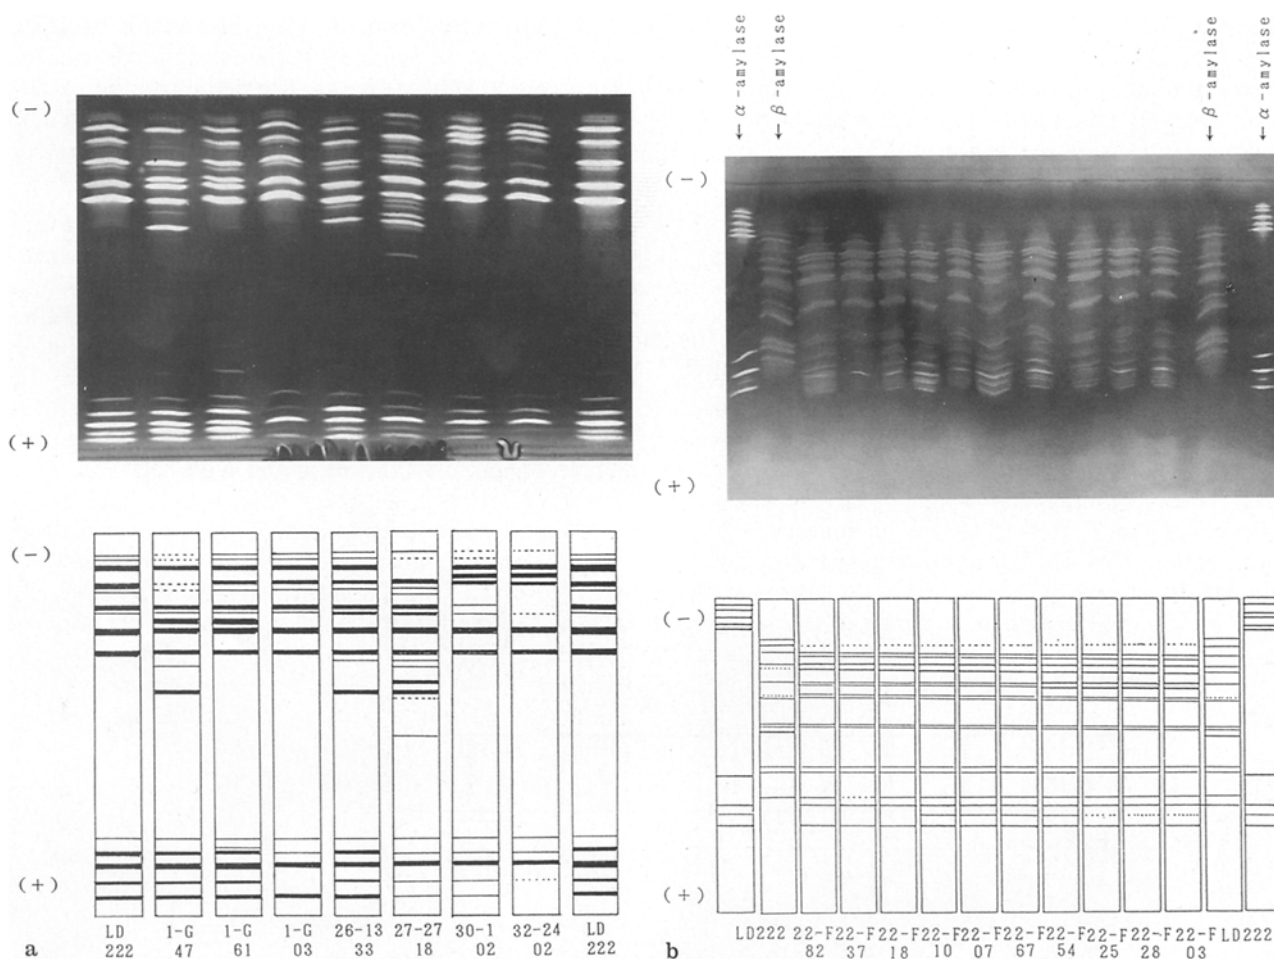 ← α-amylase
← β-amylase
← β-amylase
← α-amylase
(-)
(+)
(-)
(+)
(-)
(+)
(-)
(+)
LD 1-G 1-G 1-G 26-13 27-27 30-1 32-24 LD
222 47 61 03 33 18 02 02 222
a
LD222 22-F 22-F 22-F 22-F 22-F 22-F 22-F 22-F 22-F 22-F LD222
82 37 18 10 07 67 54 25 28 03
b